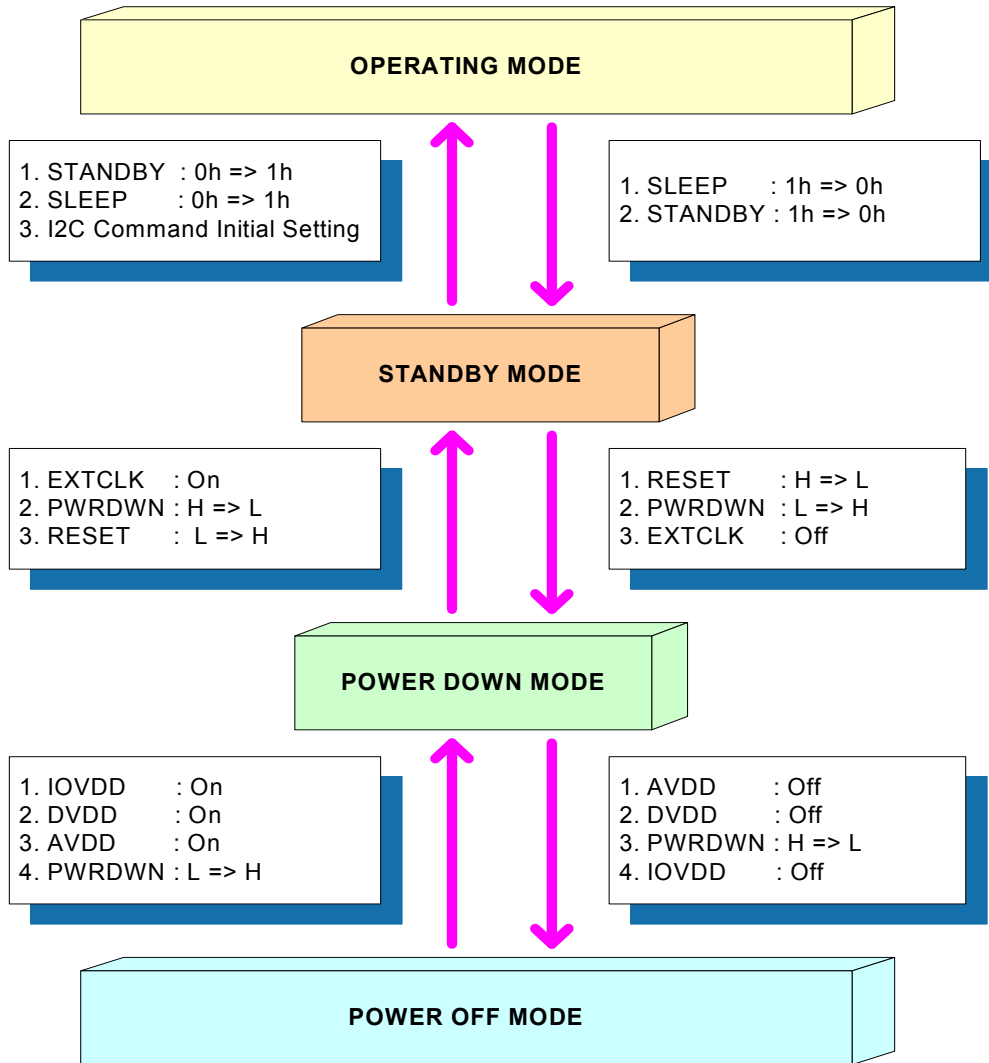 OPERATING MODE
1. STANDBY : 0h => 1h
2. SLEEP : 0h => 1h
3. I2C Command Initial Setting
1. SLEEP : 1h => 0h
2. STANDBY : 1h => 0h
STANDBY MODE
1. EXTCLK : On
2. PWRDWN : H => L
3. RESET : L => H
1. RESET : H => L
2. PWRDWN : L => H
3. EXTCLK : Off
POWER DOWN MODE
1. IOVDD : On
2. DVDD : On
3. AVDD : On
4. PWRDWN : L => H
1. AVDD : Off
2. DVDD : Off
3. PWRDWN : H => L
4. IOVDD : Off
POWER OFF MODE